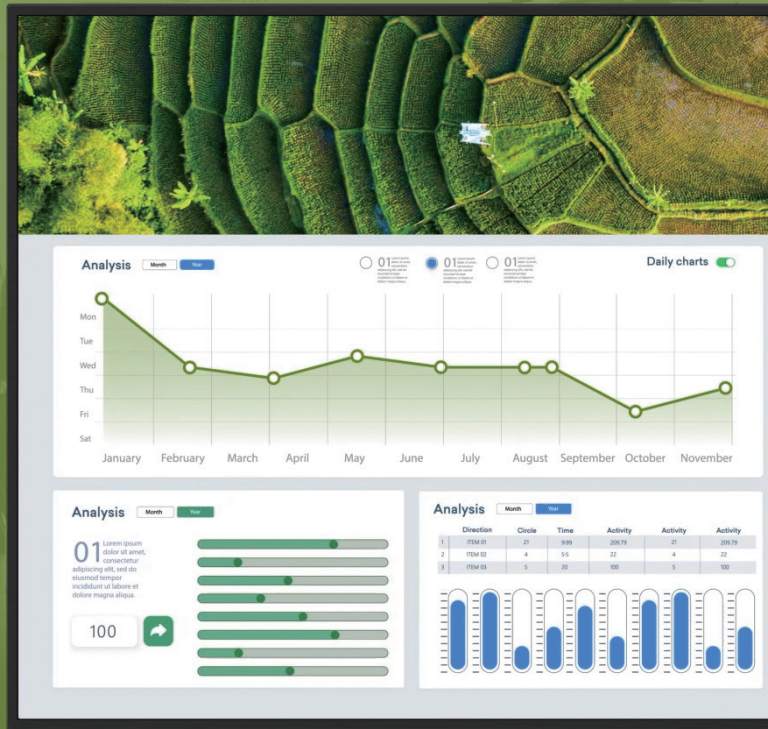 Analysis Month Year
01
01
01
Daily charts
Mon
Tue
Wed
Thu
Fri
Sat
January February March April May June July August September October November
Analysis Month Year
01 Lorem ipsum
dolor sit amet,
consectetur
adipiscing elit, sed do
eiusmod tempor
incididunt ut labore et
dolore magna aliqua.
100
Analysis Month Year
Direction Circle Time Activity Activity Activity
1 ITEM 01 21 209.79 21 209.79
2 ITEM 02 4 22 4 22
3 ITEM 03 5 20 100 5 100